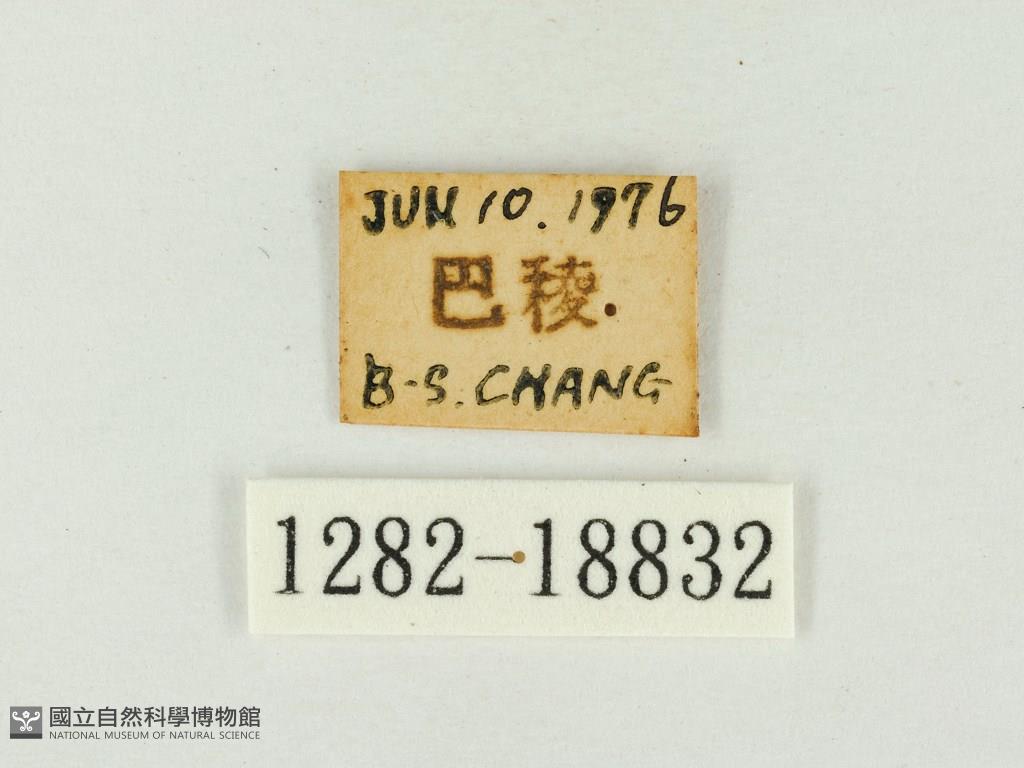 JUN 10. 1976
巴稜
B-S. CHANG
1282-18832
國立自然科學博物館
NATIONAL MUSEUM OF NATURAL SCIENCE